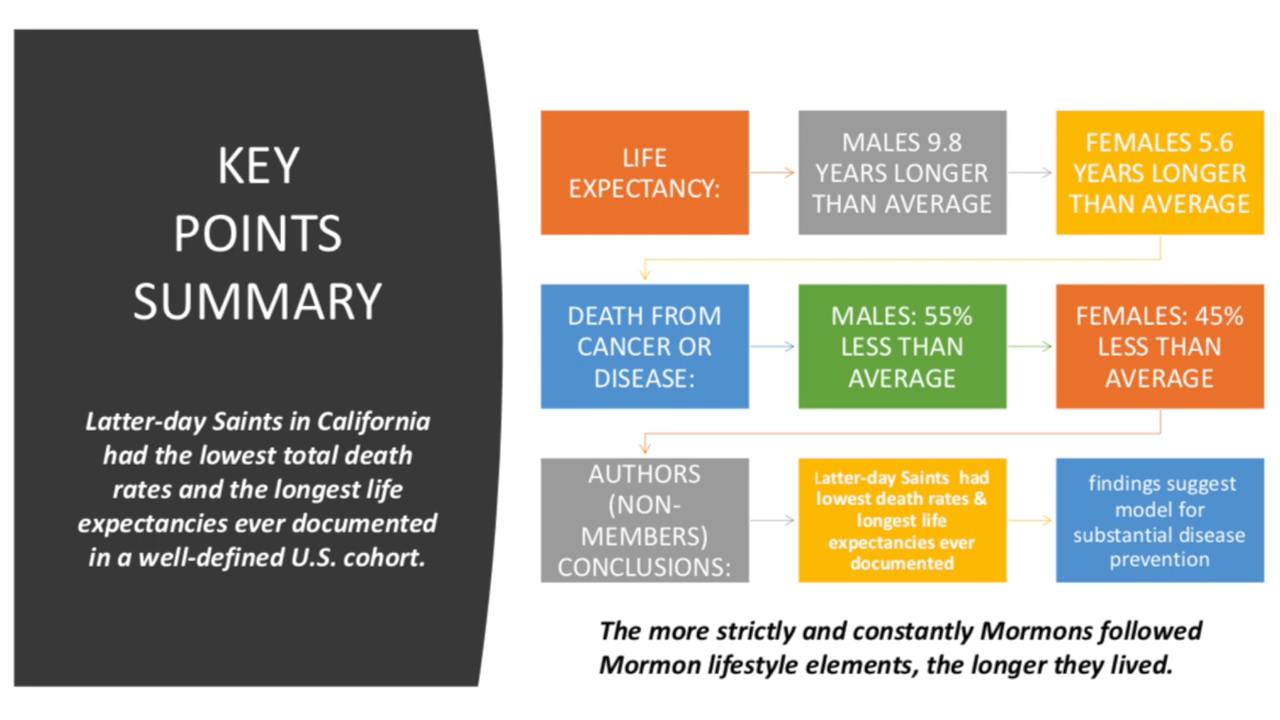 KEY
POINTS
SUMMARY
Latter-day Saints in California
had the lowest total death
rates and the longest life
expectancies ever documented
in a well-defined U.S. cohort.
LIFE
EXPECTANCY:
MALES 9.8
YEARS LONGER
THAN AVERAGE
FEMALES 5.6
YEARS LONGER
THAN AVERAGE
DEATH FROM
CANCER OR
DISEASE:
MALES: 55%
LESS THAN
AVERAGE
FEMALES: 45%
LESS THAN
AVERAGE
AUTHORS
(NON-
MEMBERS)
CONCLUSIONS:
Latter-day Saints had
lowest death rates &
longest life
expectancies ever
documented
findings suggest
model for
substantial disease
prevention
The more strictly and constantly Mormons followed
Mormon lifestyle elements, the longer they lived.